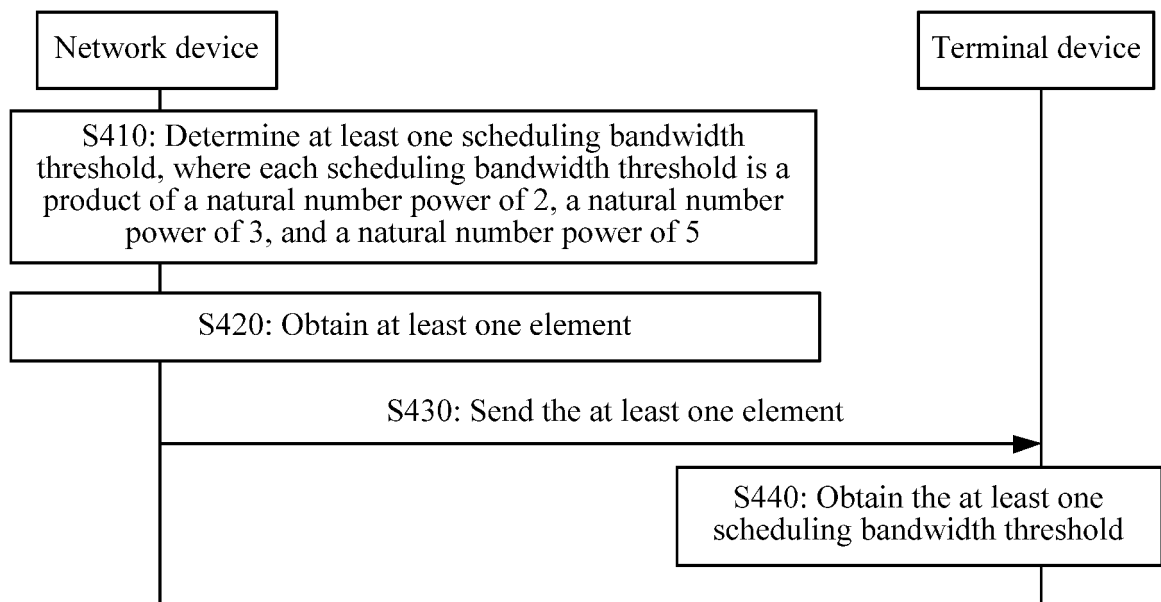 Network device
Terminal device
S410: Determine at least one scheduling bandwidth
threshold, where each scheduling bandwidth threshold is a
product of a natural number power of 2, a natural number
power of 3, and a natural number power of 5
S420: Obtain at least one element
S430: Send the at least one element
S440: Obtain the at least one
scheduling bandwidth threshold